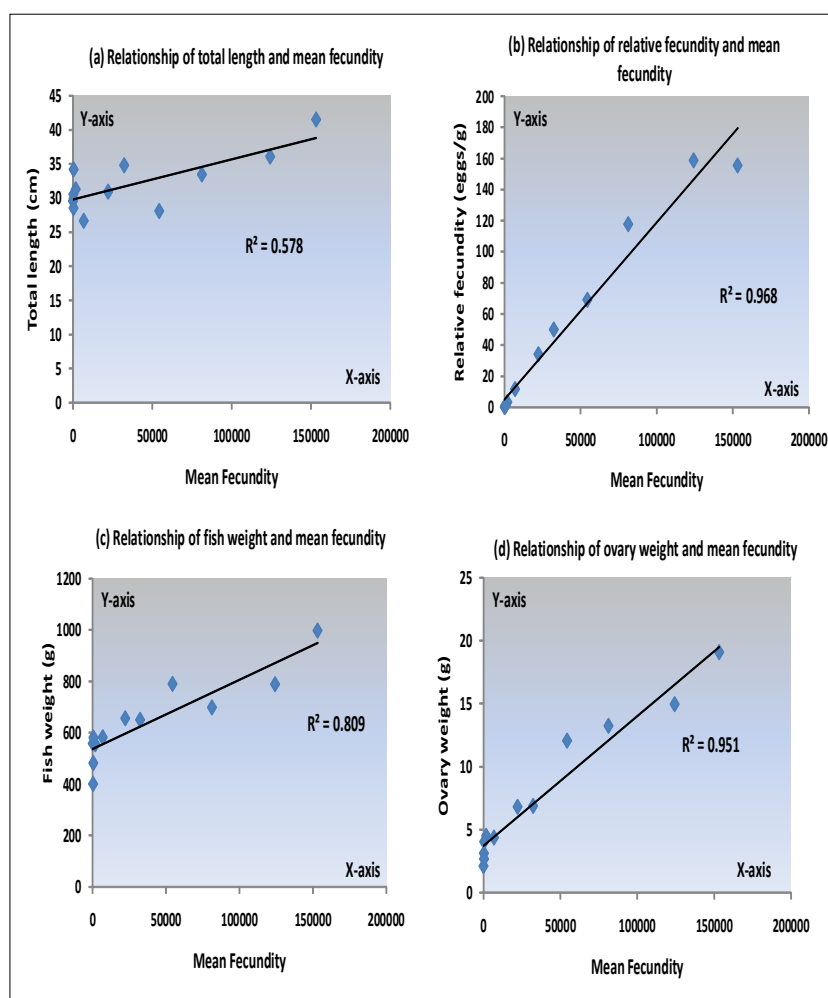 (a) Relationship of total length and mean fecundity
45
40
35
30
25
20
15
10
5
0
Y-axis
Total length (cm)
R² = 0.578
X-axis
0 50000 100000 150000 200000
Mean Fecundity
(b) Relationship of relative fecundity and mean
fecundity
200
180
160
140
120
100
80
60
40
20
0
Y-axis
Relative fecundity (eggs/g)
R² = 0.968
X-axis
0 50000 100000 150000 200000
Mean Fecundity
(c) Relationship of fish weight and mean fecundity
1200
1000
800
600
400
200
0
Y-axis
Fish weight (g)
R² = 0.809
X-axis
0 50000 100000 150000 200000
Mean Fecundity
(d) Relationship of ovary weight and mean fecundity
25
20
15
10
5
0
Y-axis
Ovary weight (g)
R² = 0.951
X-axis
0 50000 100000 150000 200000
Mean Fecundity